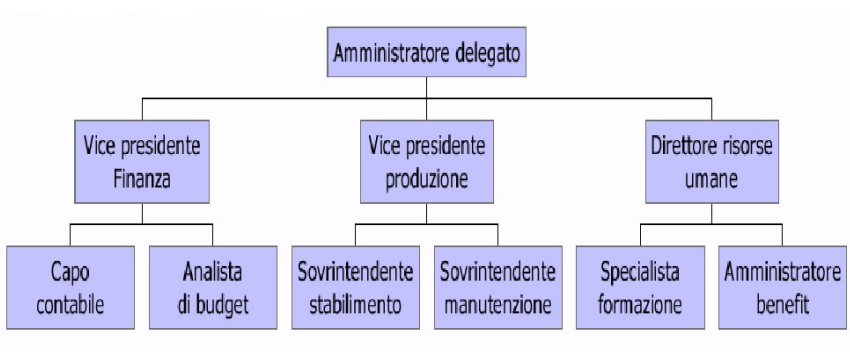 Amministratore delegato
Vice presidente
Finanza
Vice presidente
produzione
Direttore risorse
umane
Capo
contabile
Analista
di budget
Sovrintendente
stabilimento
Sovrintendente
manutenzione
Specialista
formazione
Amministratore
benefit